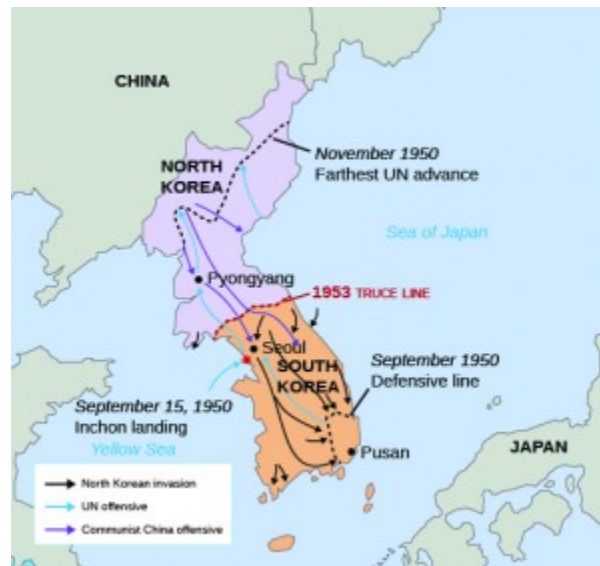 CHINA
NORTH
KOREA
November 1950
Farthest UN advance
Sea of Japan
Pyongyang
1953 TRUCE LINE
Seoul
SOUTH
KOREA
September 1950
Defensive line
September 15, 1950
Inchon landing
Yellow Sea
Pusan
JAPAN
North Korean invasion
UN offensive
Communist China offensive